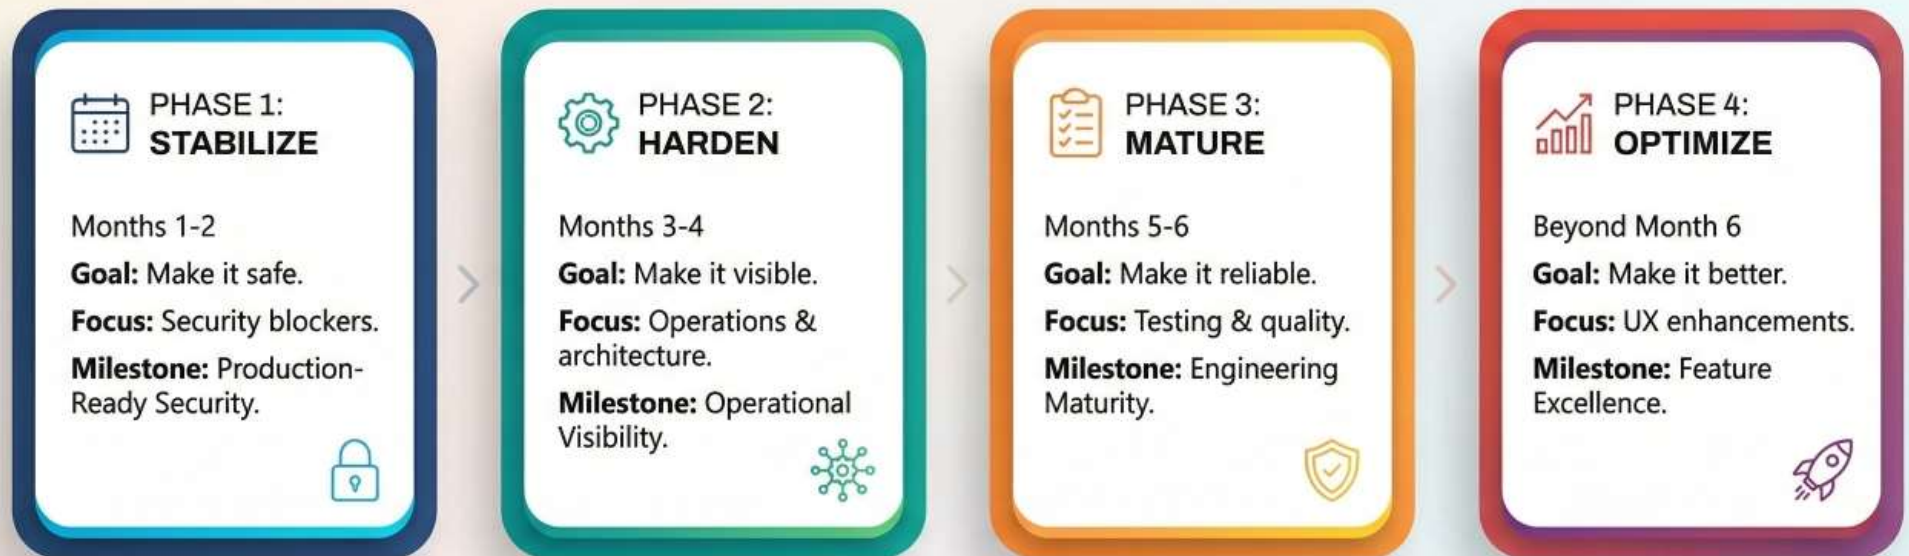 PHASE 1:
STABILIZE
Months 1-2
Goal: Make it safe.
Focus: Security blockers.
Milestone: Production-
Ready Security.
PHASE 2:
HARDEN
Months 3-4
Goal: Make it visible.
Focus: Operations &
architecture.
Milestone: Operational
Visibility.
PHASE 3:
MATURE
Months 5-6
Goal: Make it reliable.
Focus: Testing & quality.
Milestone: Engineering
Maturity.
PHASE 4:
OPTIMIZE
Beyond Month 6
Goal: Make it better.
Focus: UX enhancements.
Milestone: Feature
Excellence.